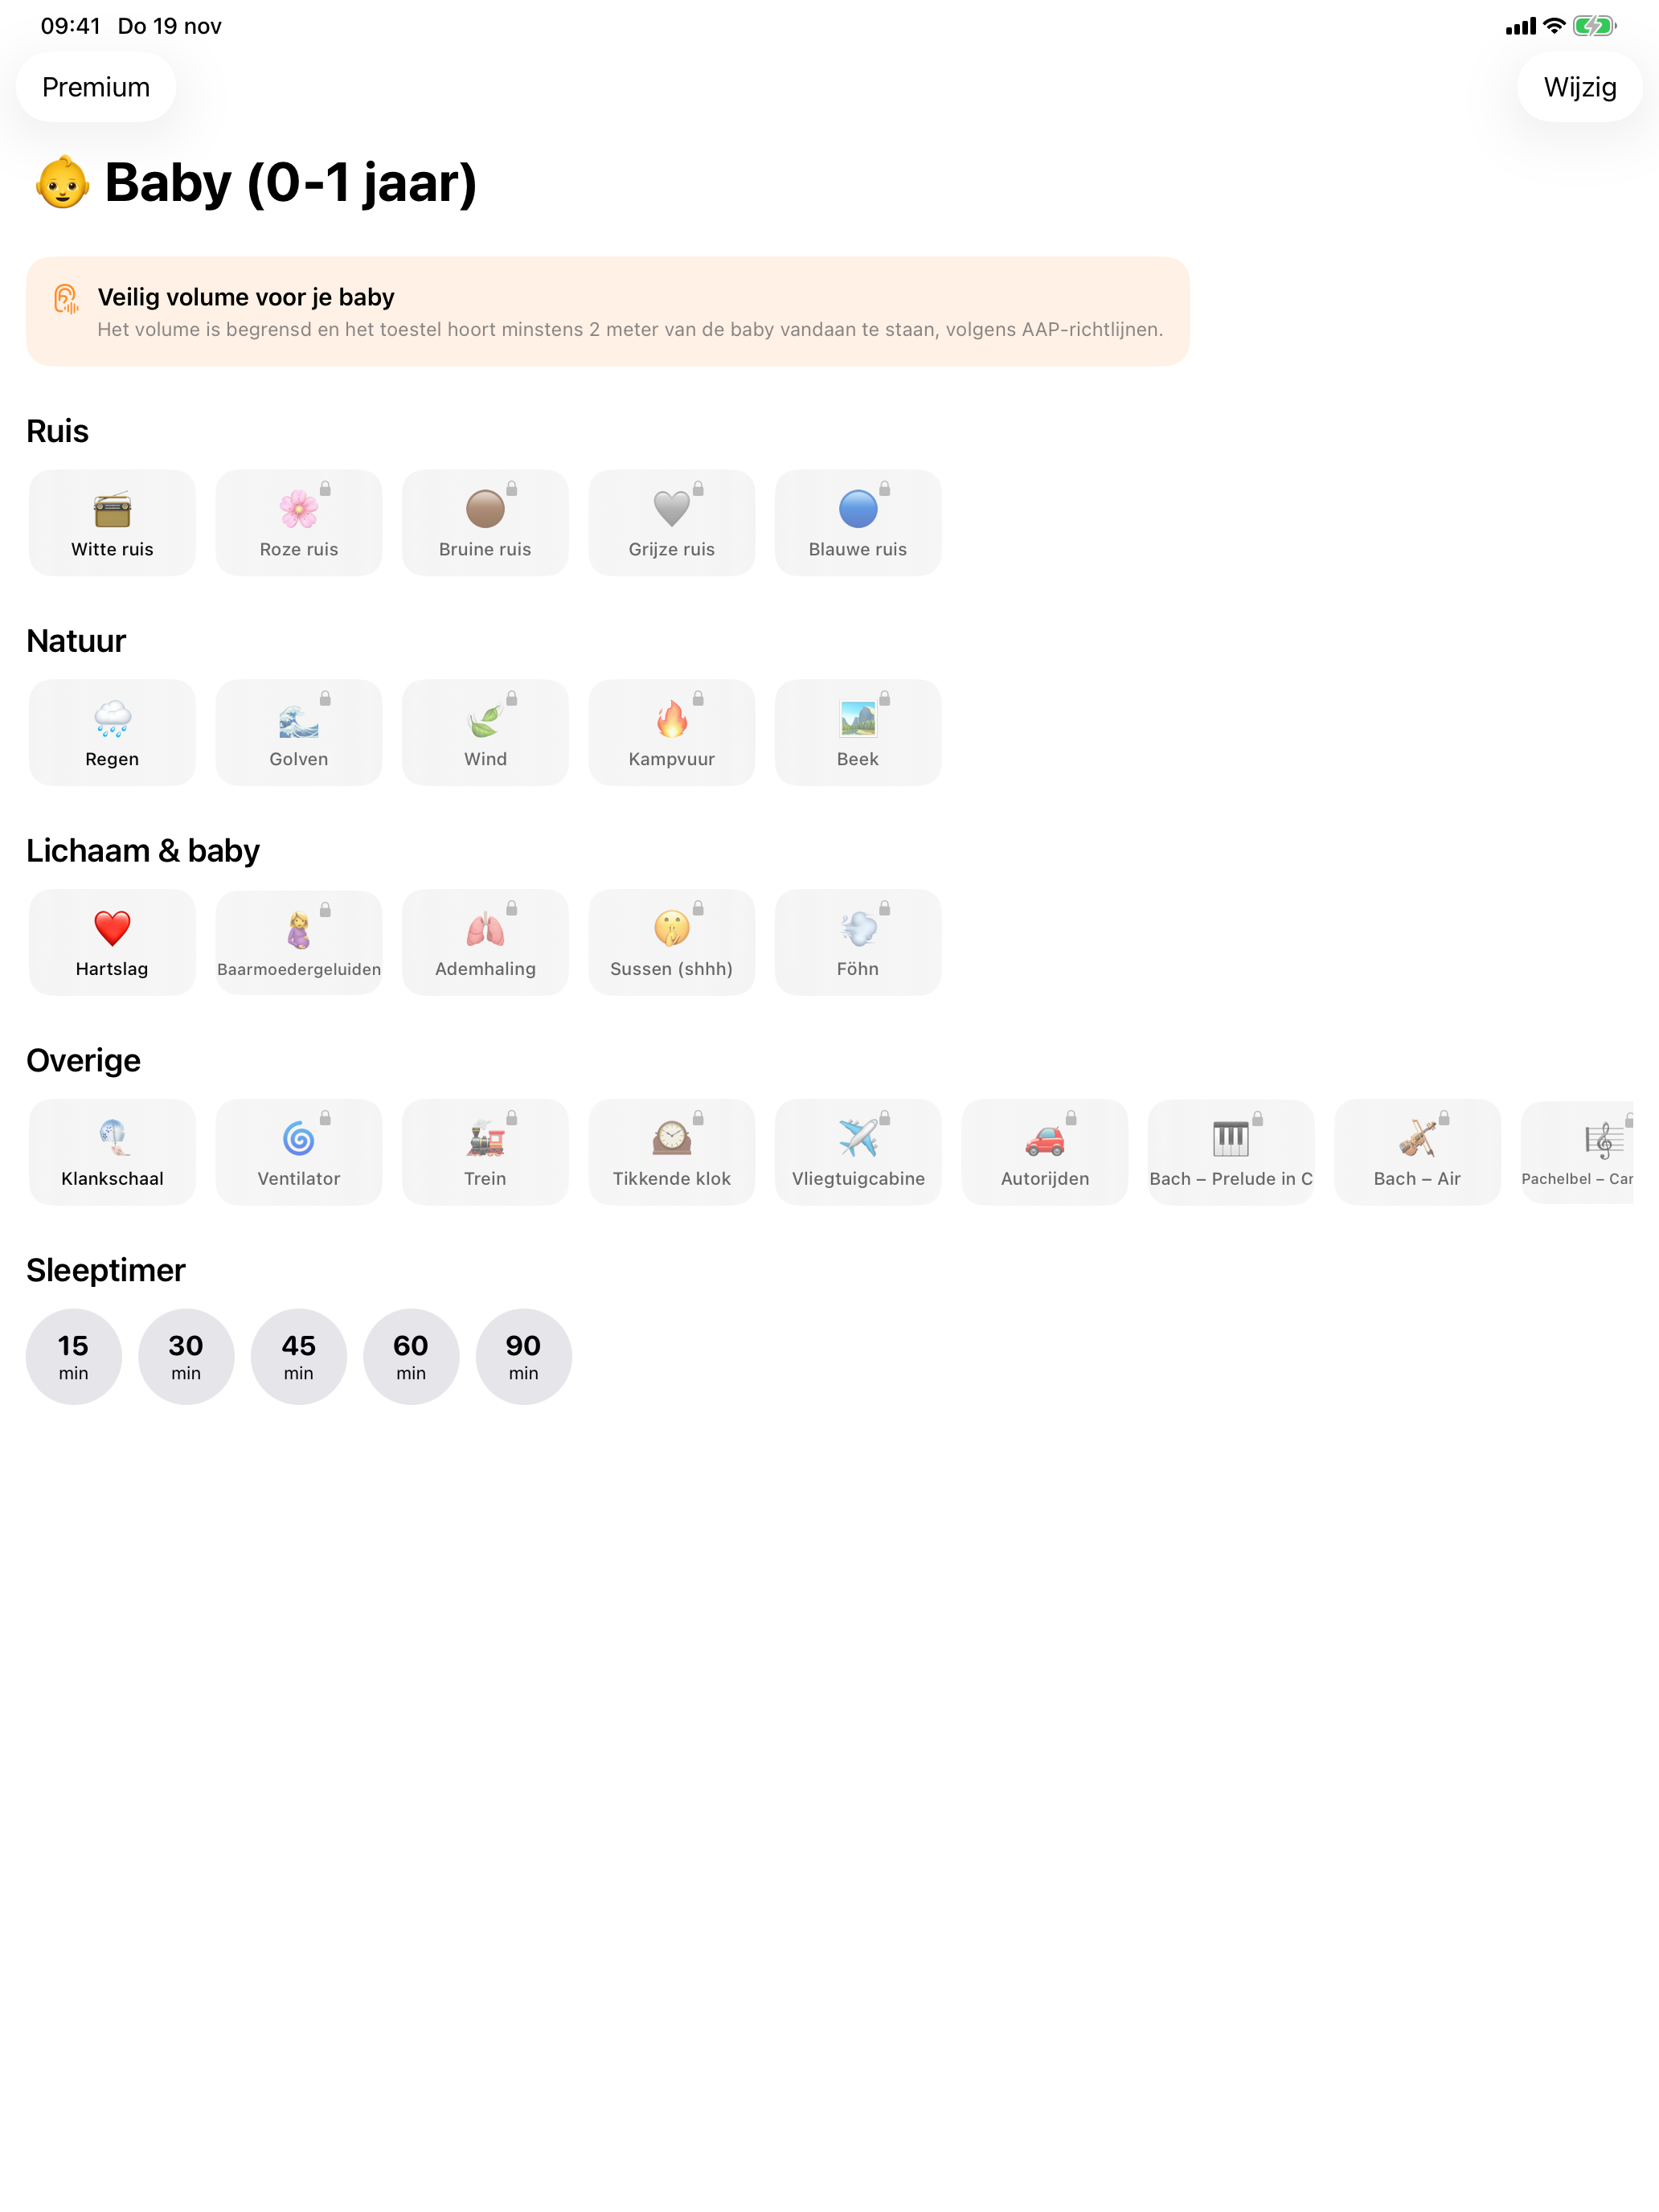 09:41 Do 19 nov
Premium
Wijzig
Baby (0-1 jaar)
Veilig volume voor je baby
Het volume is begrensd en het toestel hoort minstens 2 meter van de baby vandaan te staan, volgens AAP-richtlijnen.
Ruis
Witte ruis Roze ruis Bruine ruis Grijze ruis Blauwe ruis
Natuur
Regen Golven Wind Kampvuur Beek
Lichaam & baby
Hartslag Baarmoedergeluiden Ademhaling Sussen (shhh) Föhn
Overige
Klankschaal Ventilator Trein Tikkende klok Vliegtuigcabine Autorijden Bach – Prelude in C Bach – Air Pachelbel –
Sleeptimer
15 30 45 60 90
min min min min min